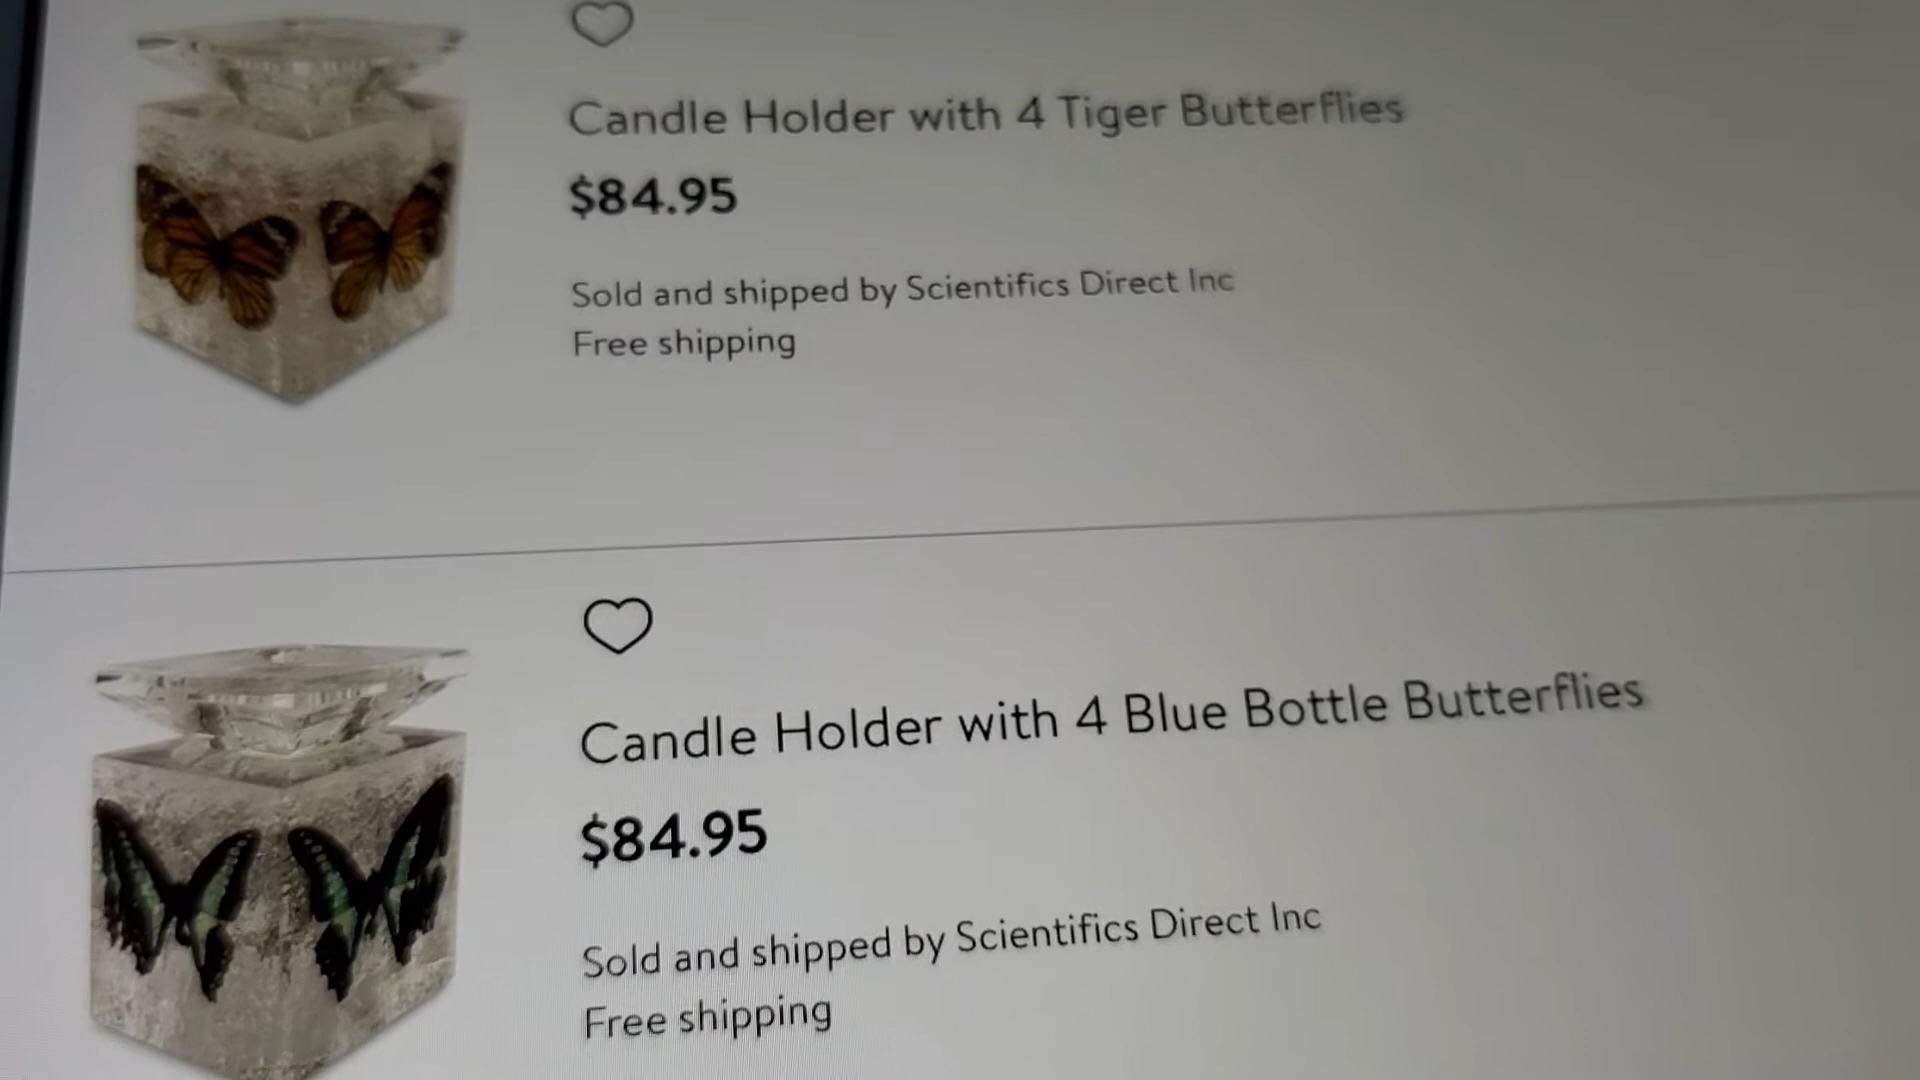 Candle Holder with 4 Tiger Butterflies
$84.95
Sold and shipped by Scientifics Direct Inc
Free shipping
Candle Holder with 4 Blue Bottle Butterflies
$84.95
Sold and shipped by Scientifics Direct Inc
Free shipping